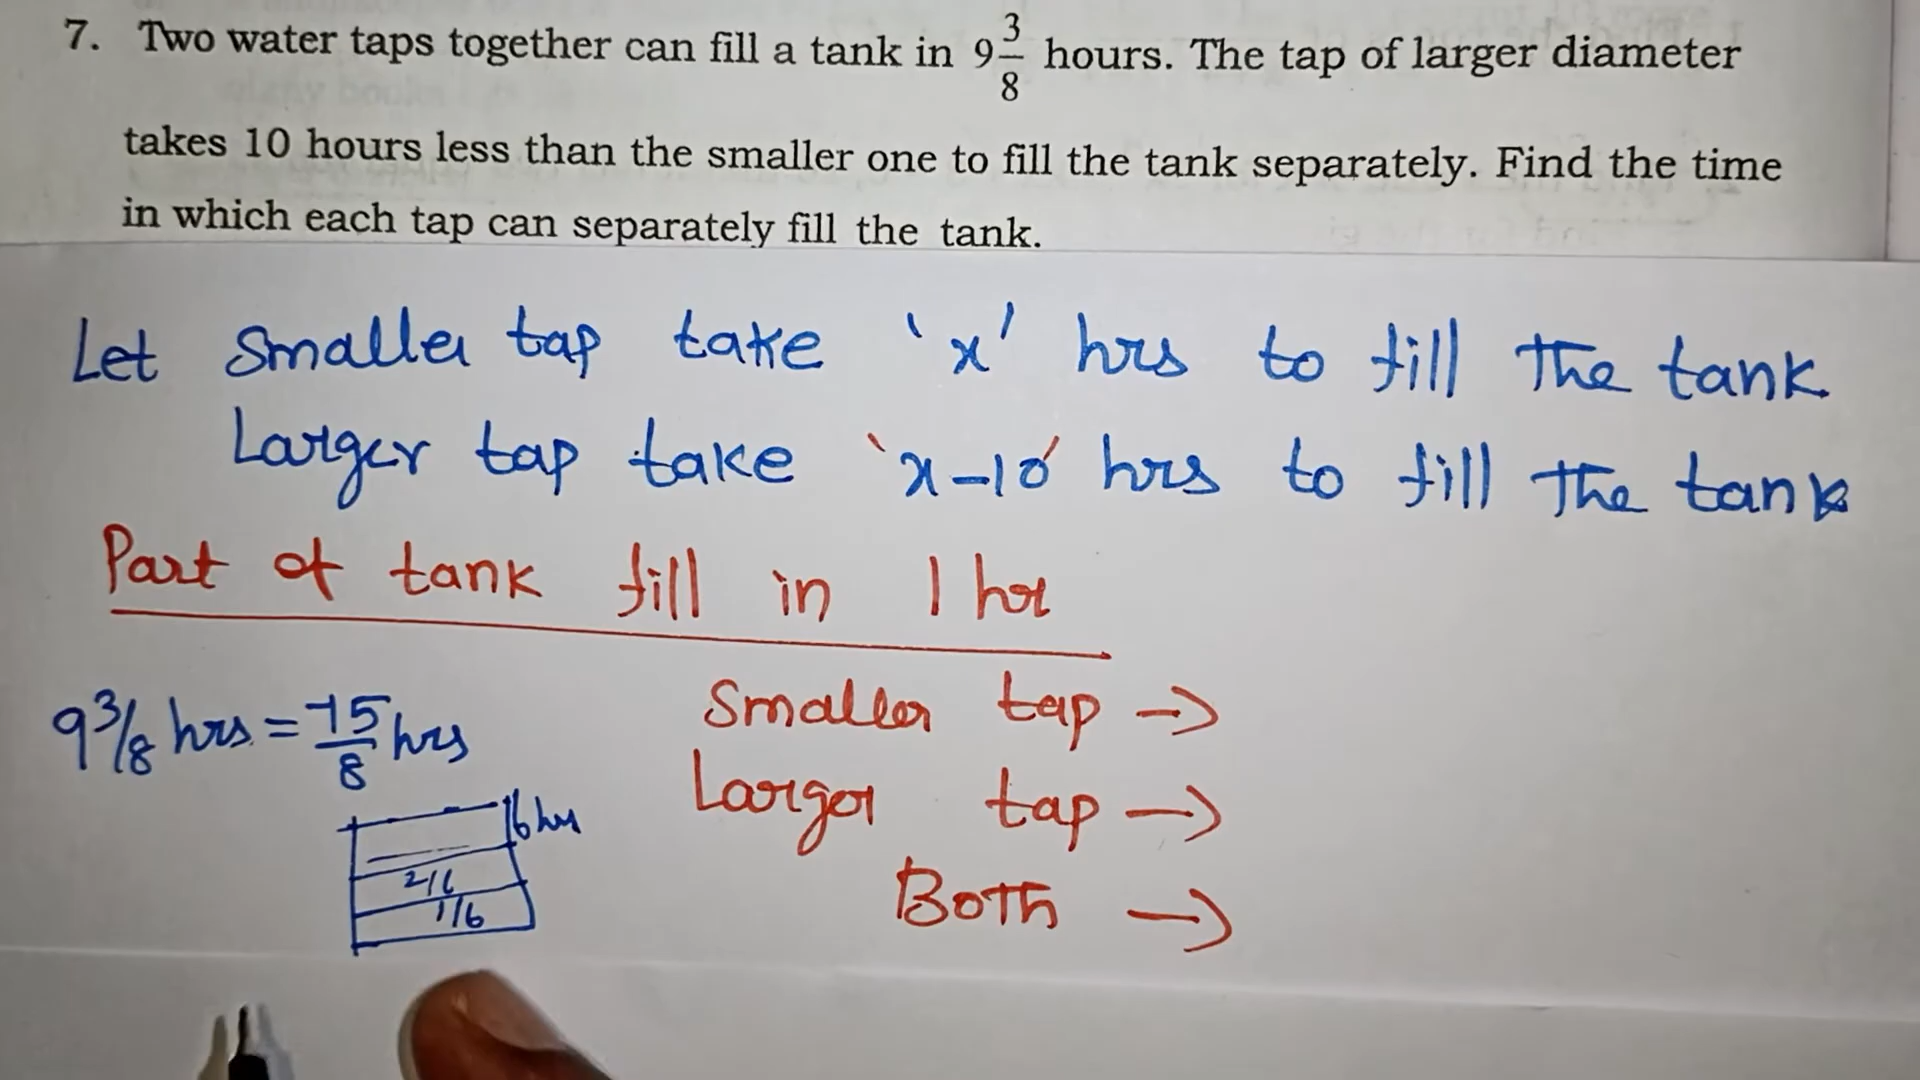 7. Two water taps together can fill a tank in 9 3/8 hours. The tap of larger diameter
takes 10 hours less than the smaller one to fill the tank separately. Find the time
in which each tap can separately fill the tank.
Let smaller tap take 'x' hrs to fill the tank
Larger tap take 'x-10' hrs to fill the tank
Part of tank fill in 1 hr
9 3/8 hrs = 75/8 hrs
Smaller tap →
Larger tap →
Both →
6 hrs
2/6
1/6